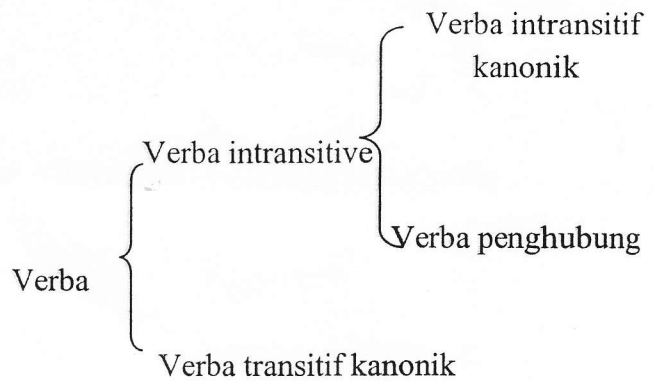 Verba intransitif
kanonik
Verba intransitive
Verba penghubung
Verba
Verba transitif kanonik